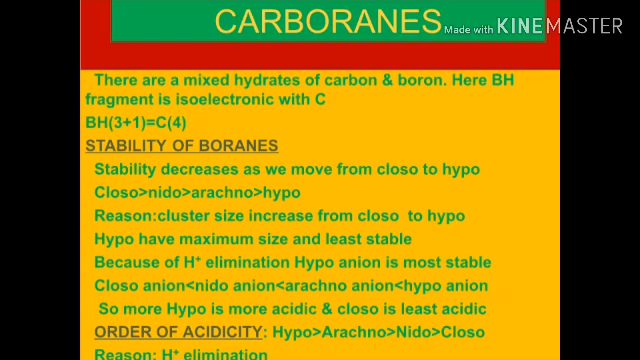 CARBORANES
Made with KINEMASTER
There are a mixed hydrates of carbon & boron. Here BH
fragment is isoelectronic with C
BH(3+1)=C(4)
STABILITY OF BORANES
Stability decreases as we move from closo to hypo
Closo>nido>arachno>hypo
Reason:cluster size increase from closo to hypo
Hypo have maximum size and least stable
Because of H⁺ elimination Hypo anion is most stable
Closo anion<nido anion<arachno anion<hypo anion
So more Hypo is more acidic & closo is least acidic
ORDER OF ACIDICITY: Hypo>Arachno>Nido>Closo
Reason: H⁺ elimination